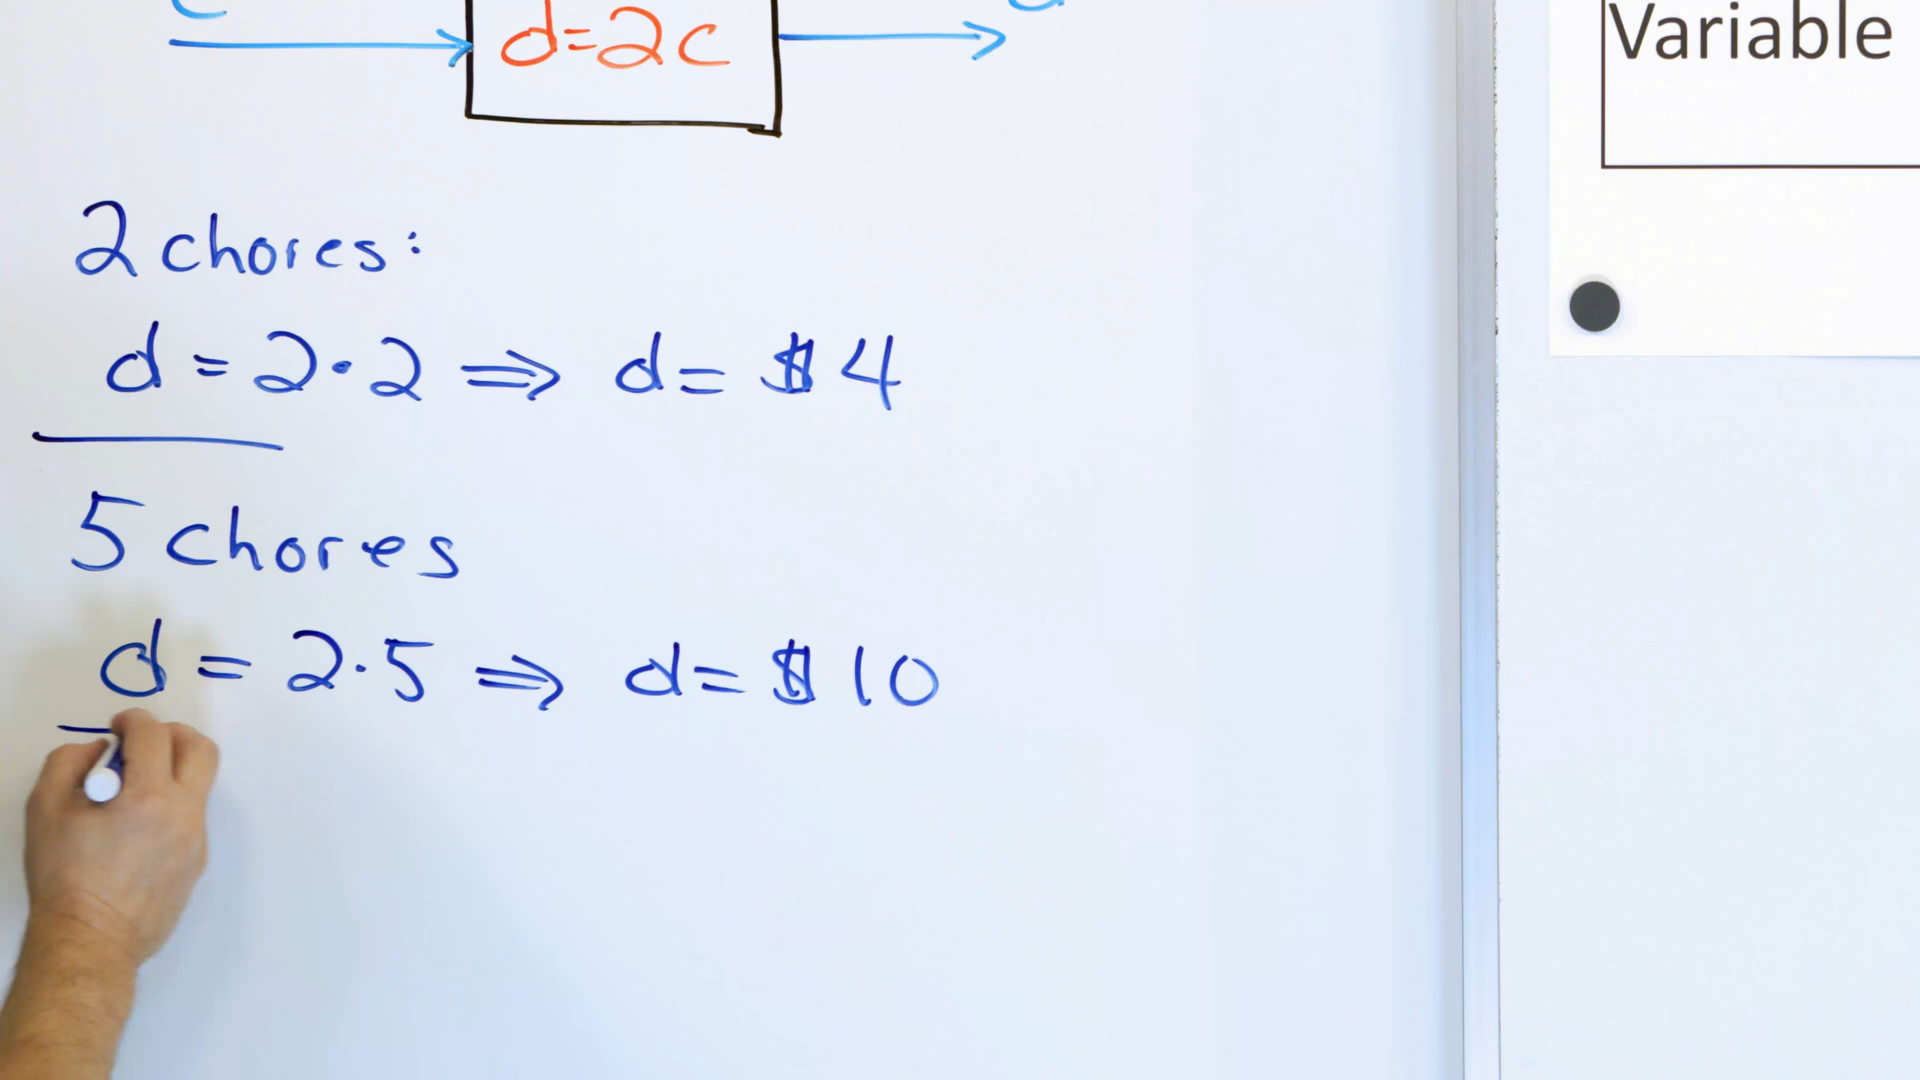 d=2c
Variable
2 chores:
d = 2·2 ⇒ d= $4
5 chores
d = 2·5 ⇒ d= $10